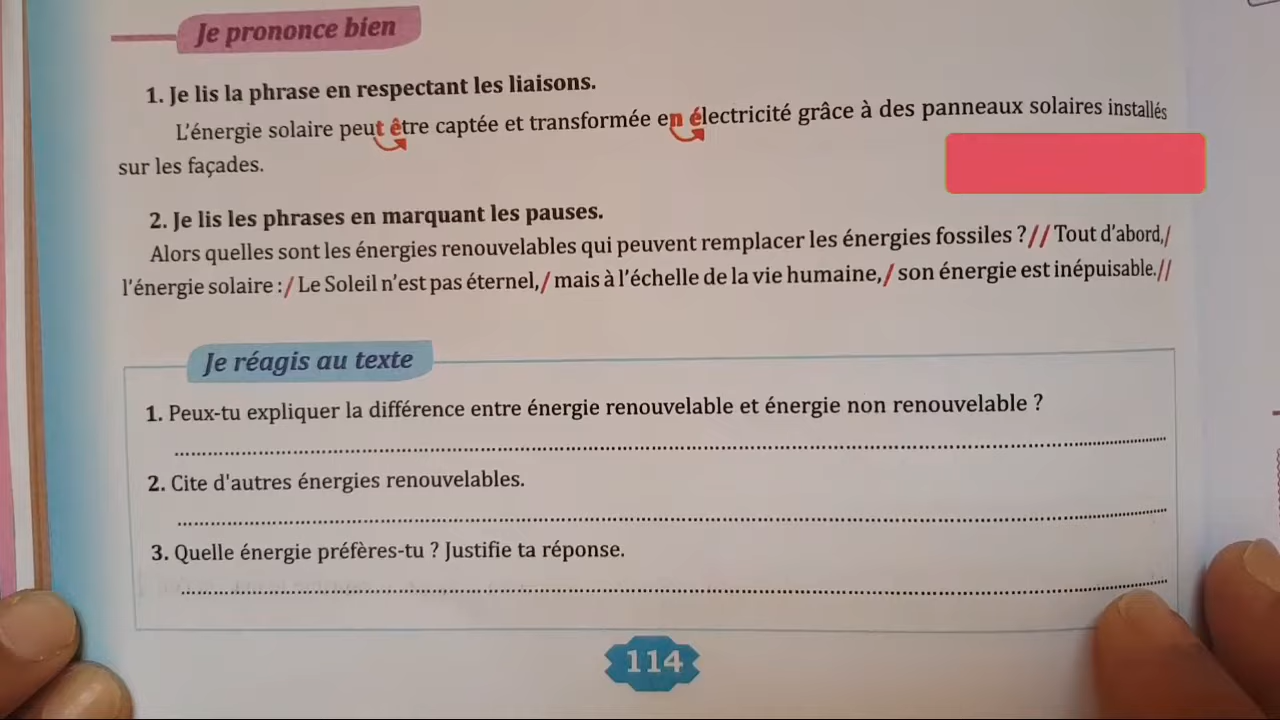 Je prononce bien
1. Je lis la phrase en respectant les liaisons.
L'énergie solaire peut être captée et transformée en électricité grâce à des panneaux solaires installés
sur les façades.
2. Je lis les phrases en marquant les pauses.
Alors quelles sont les énergies renouvelables qui peuvent remplacer les énergies fossiles ?// Tout d'abord,/
l'énergie solaire :/ Le Soleil n'est pas éternel,/ mais à l'échelle de la vie humaine,/ son énergie est inépuisable.//
Je réagis au texte
1. Peux-tu expliquer la différence entre énergie renouvelable et énergie non renouvelable ?
2. Cite d'autres énergies renouvelables.
3. Quelle énergie préfères-tu ? Justifie ta réponse.
114